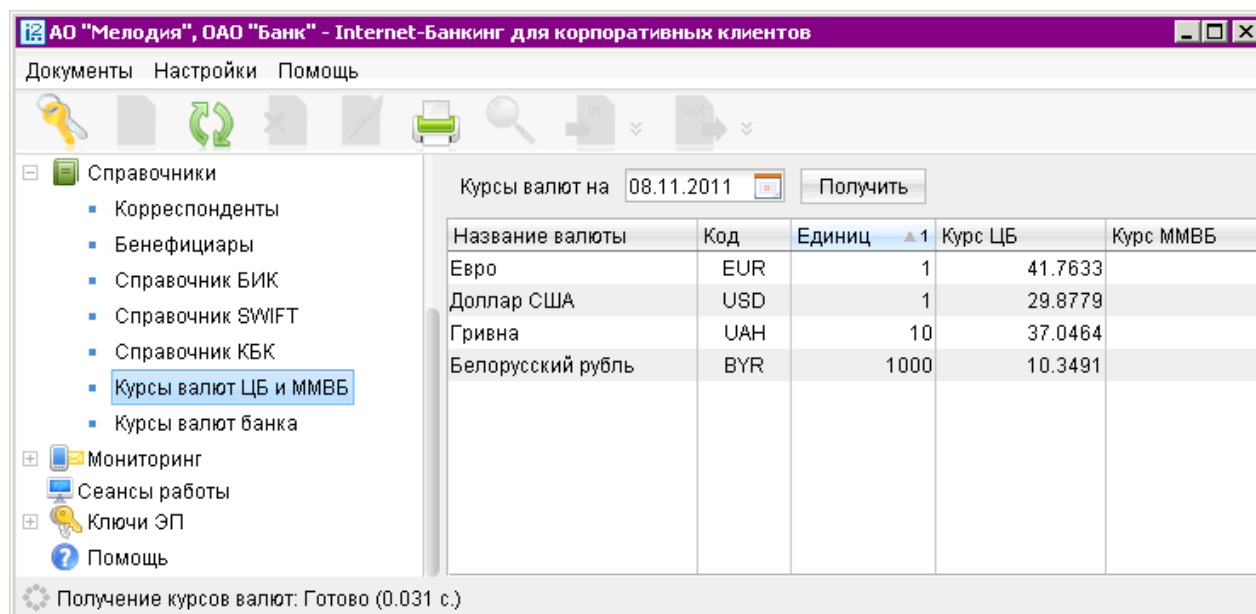 АО "Мелодия", ОАО "Банк" - Internet-Банкинг для корпоративных клиентов
Документы Настройки Помощь
in out
Справочники
Корреспонденты
Бенефициары
Справочник БИК
Справочник SWIFT
Справочник КБК
Курсы валют ЦБ и ММВБ
Курсы валют банка
Мониторинг
Сеансы работы
Ключи ЭП
Помощь
Курсы валют на 08.11.2011 Получить
Название валюты Код Единиц 1 Курс ЦБ Курс ММВБ
Евро EUR 1 41.7633
Доллар США USD 1 29.8779
Гривна UAH 10 37.0464
Белорусский рубль BYR 1000 10.3491
Получение курсов валют: Готово (0.031 с.)